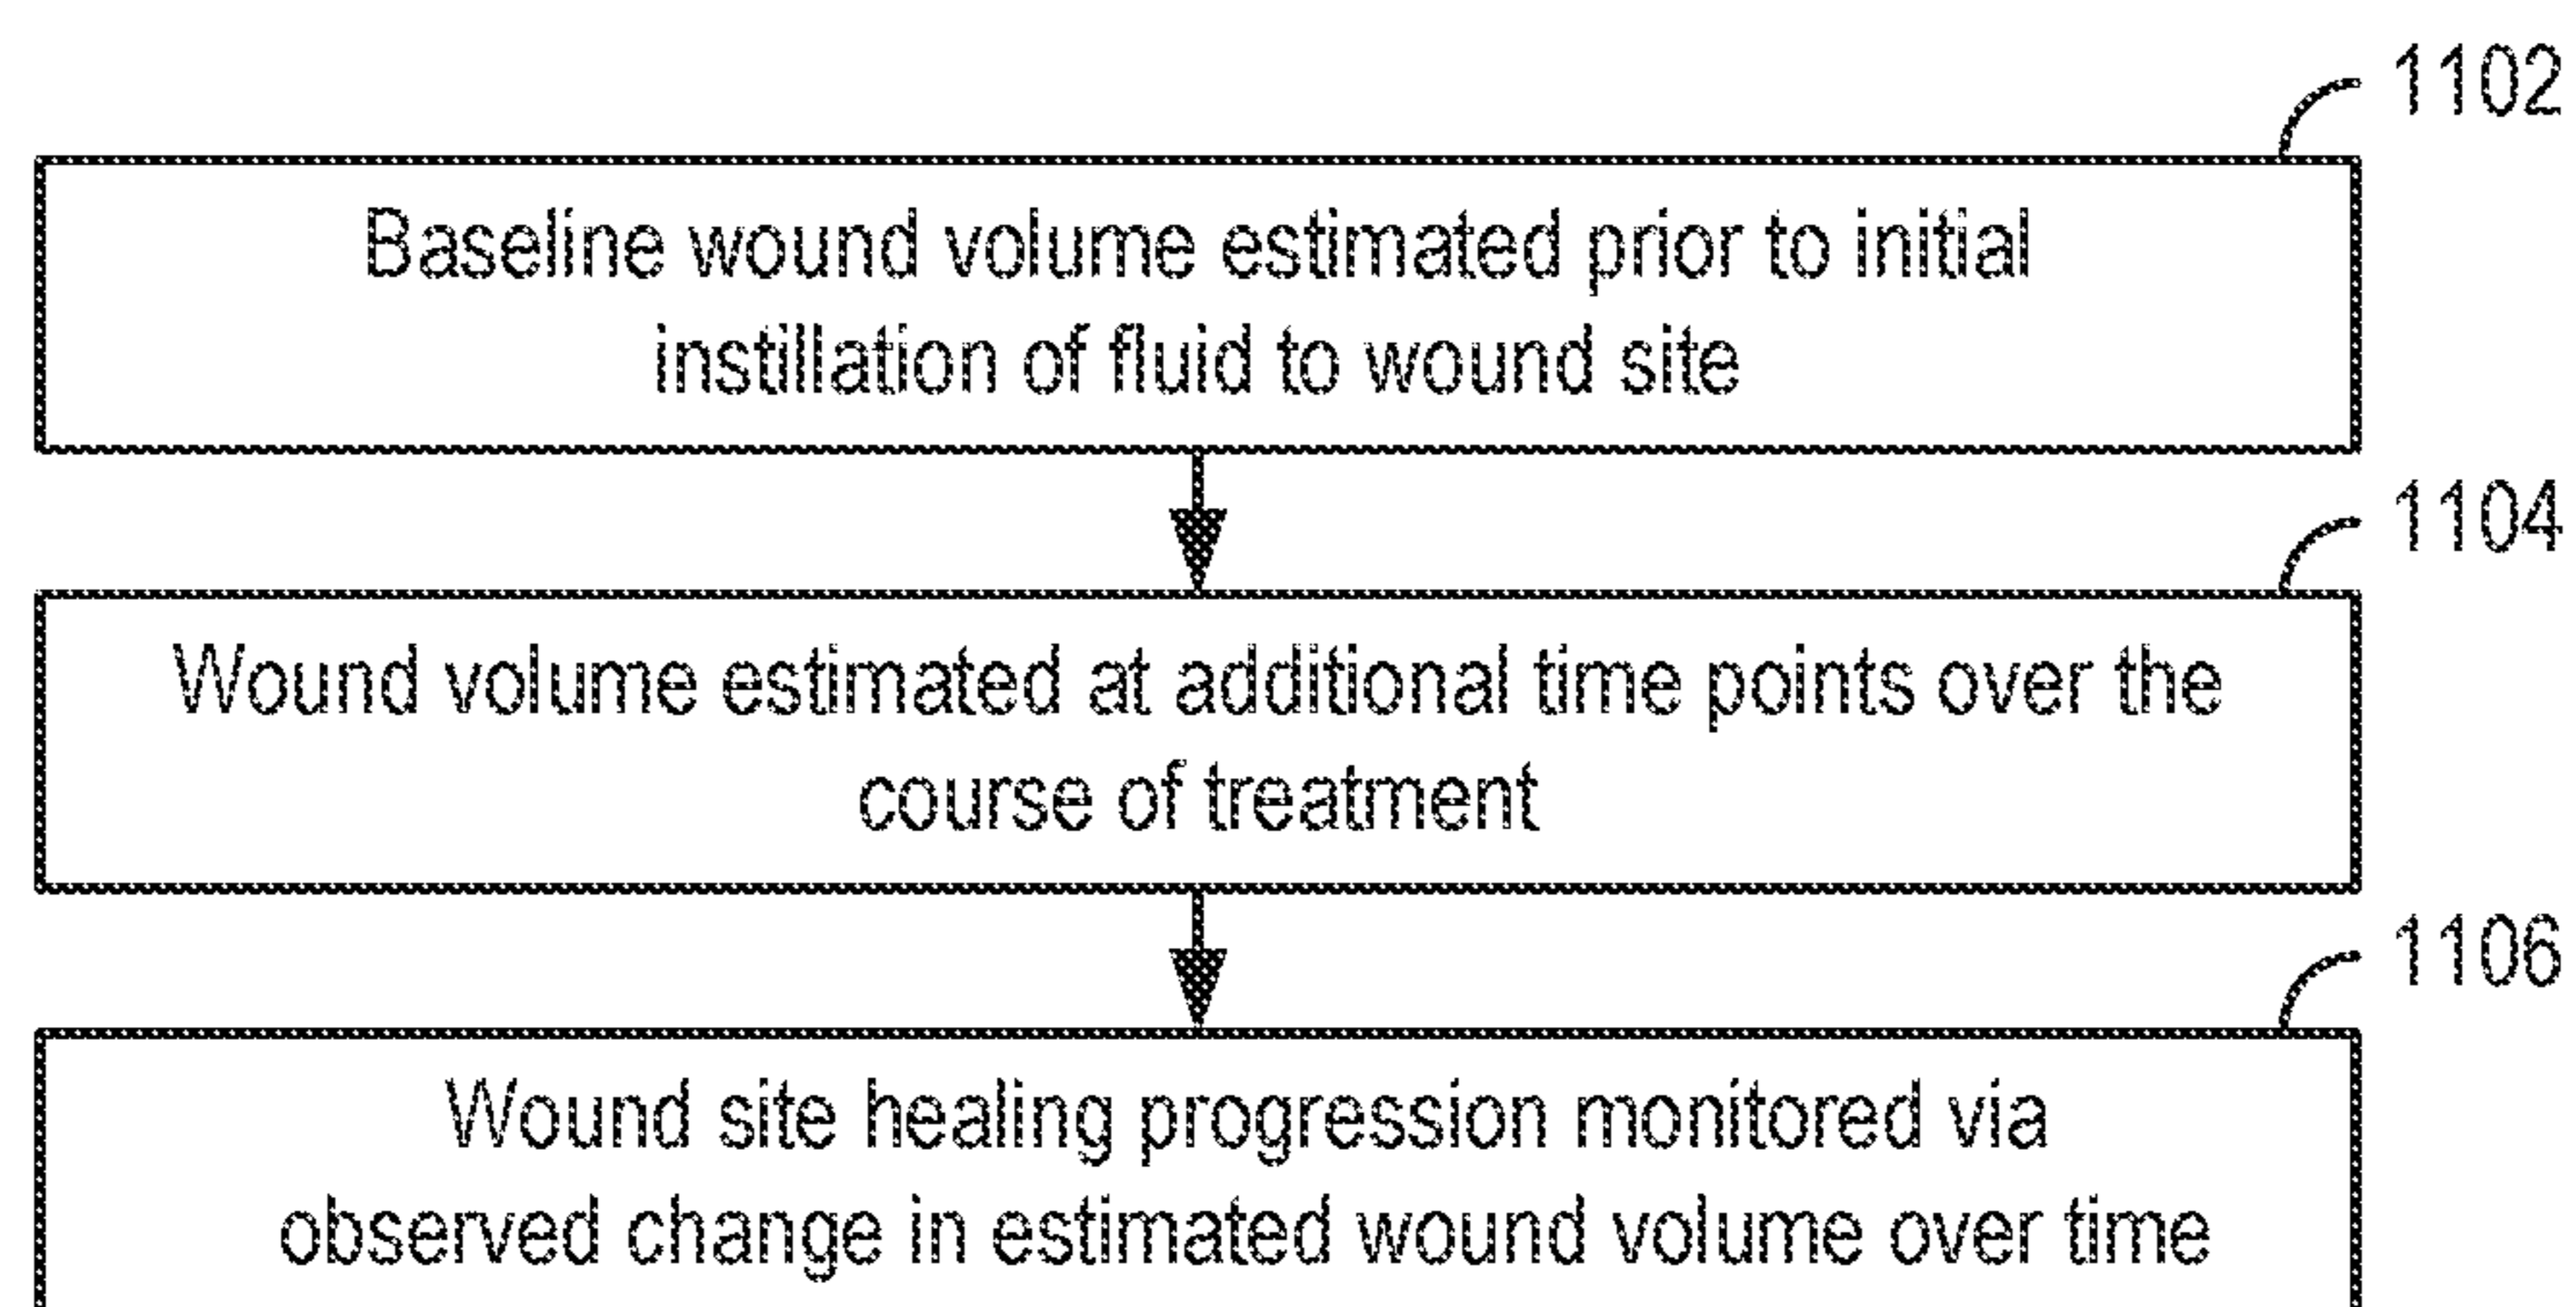 1102
Baseline wound volume estimated prior to initial
instillation of fluid to wound site
1104
Wound volume estimated at additional time points over the
course of treatment
1106
Wound site healing progression monitored via
observed change in estimated wound volume over time